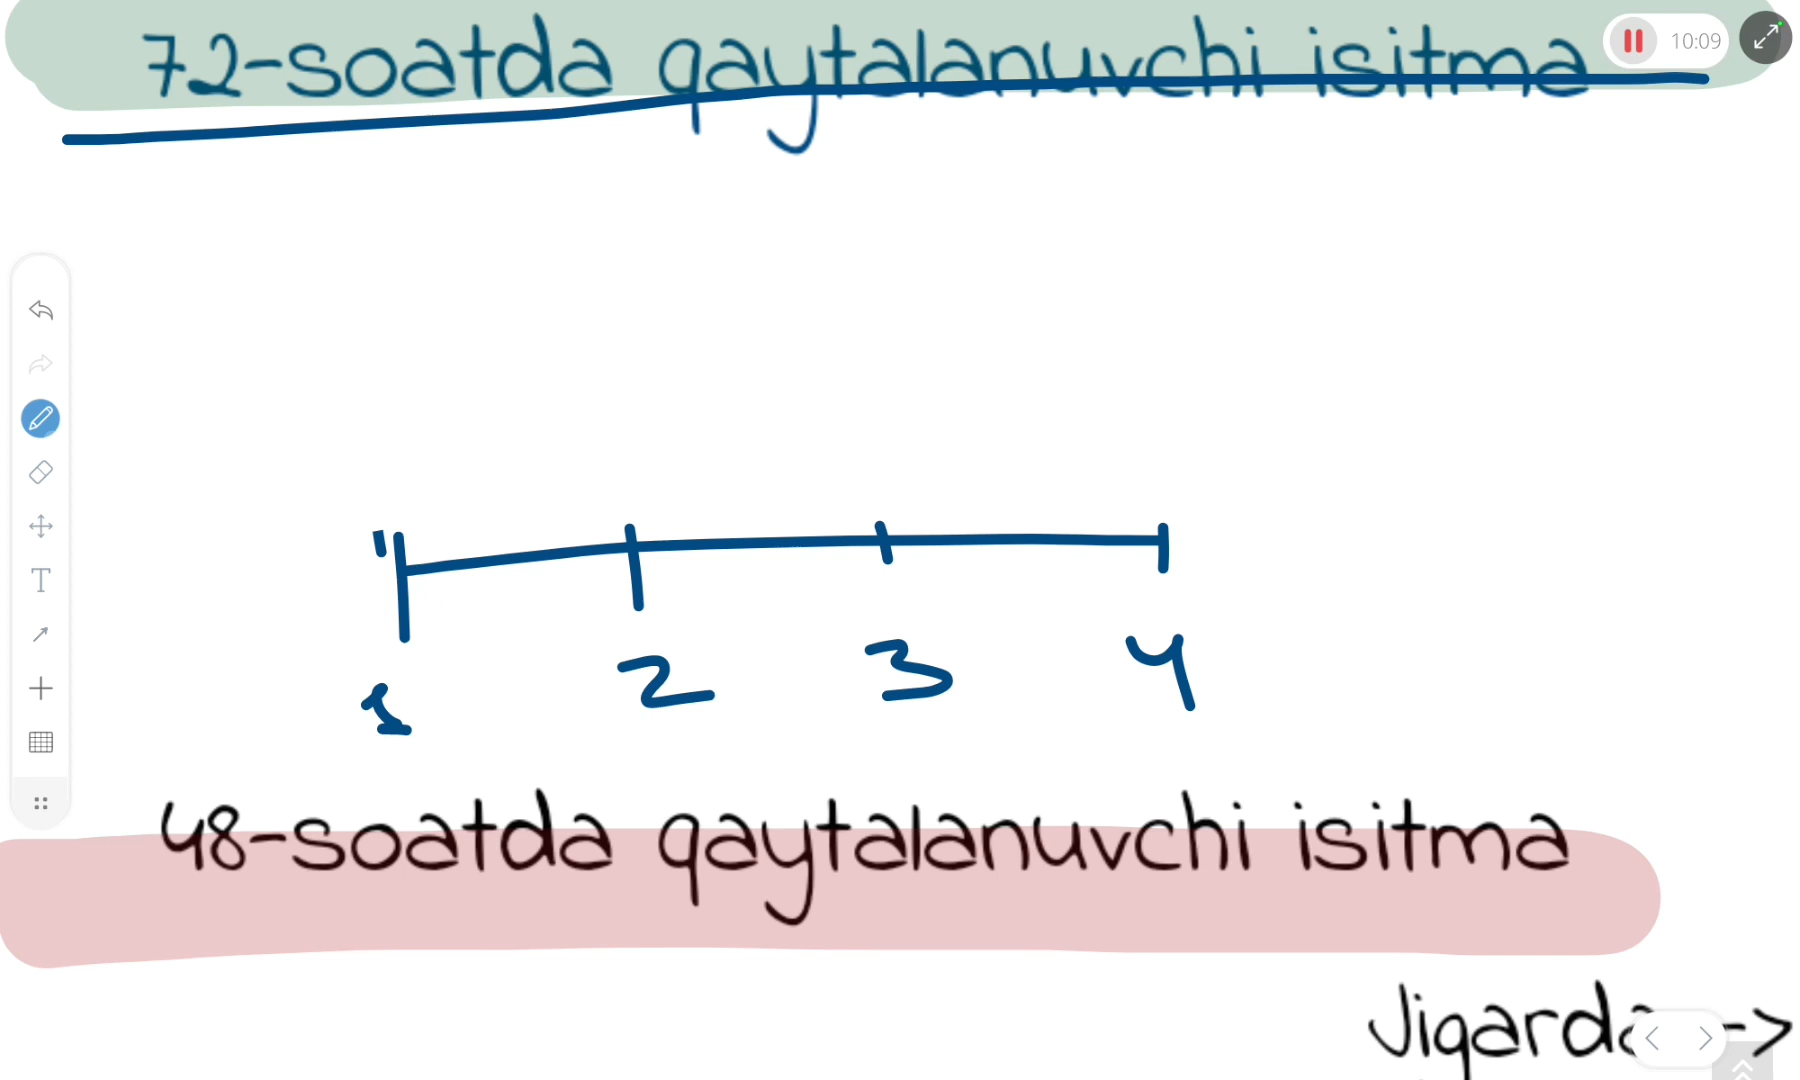 72-soatda qaytalanuvchi isitma
10:09
T
1 2 3 4
48-soatda qaytalanuvchi isitma
Jigarda ->